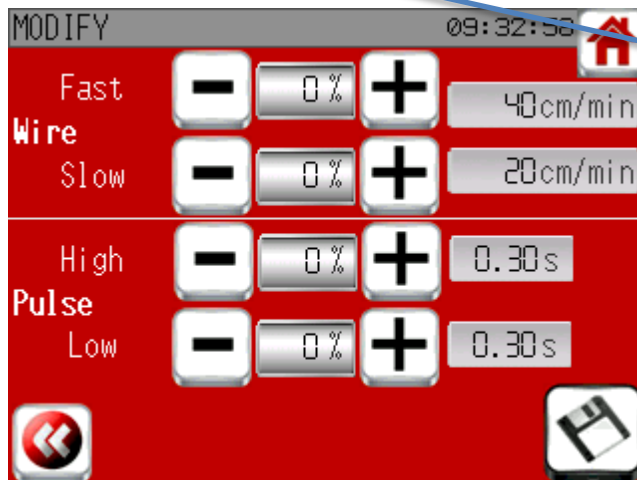 MODIFY 09:32:58
Fast 0% 40cm/min
Wire
Slow 0% 20cm/min
High 0% 0.30s
Pulse
Low 0% 0.30s